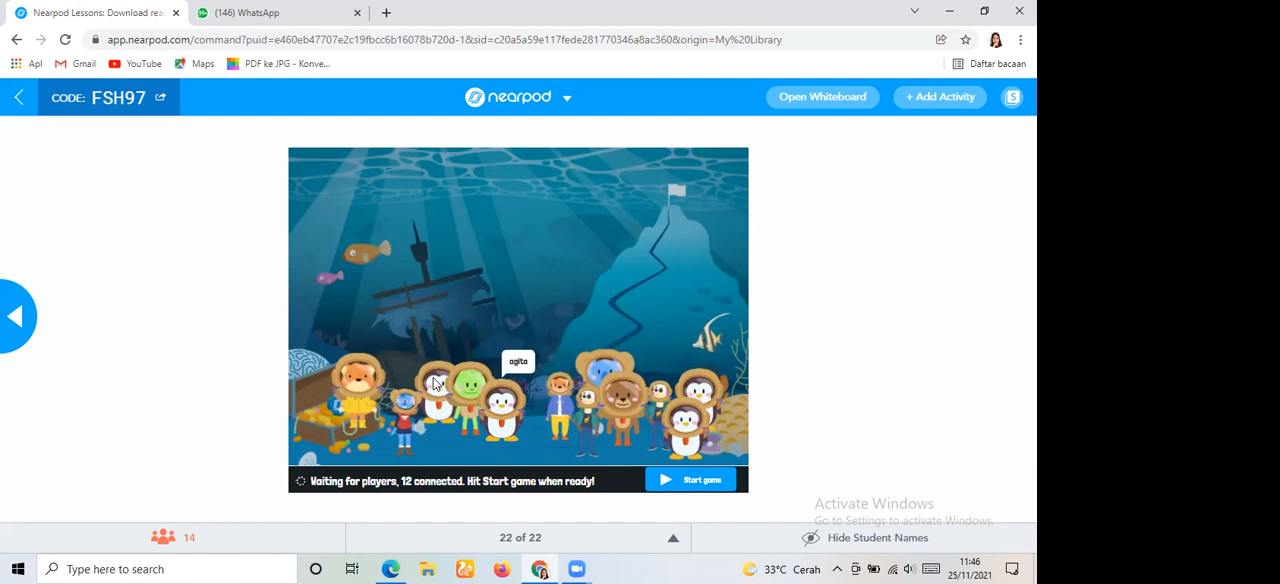 Nearpod Lessons: Download rea
(146) WhatsApp
app.nearpod.com/command?puid=e460eb47707e2c19fbcc6b16078b720d-1&sid=c20a5a59e117fede281770346a8ac360&origin=My%20Library
Apl Gmail YouTube Maps PDF ke JPG - Konve... Daftar bacaan
CODE: FSH97 nearpod Open Whiteboard + Add Activity S
agita
Waiting for players, 12 connected. Hit Start game when ready! Start game
Activate Windows
Go to Settings to activate Windows.
14 22 of 22 Hide Student Names
Type here to search 33°C Cerah 11:46
25/11/2021